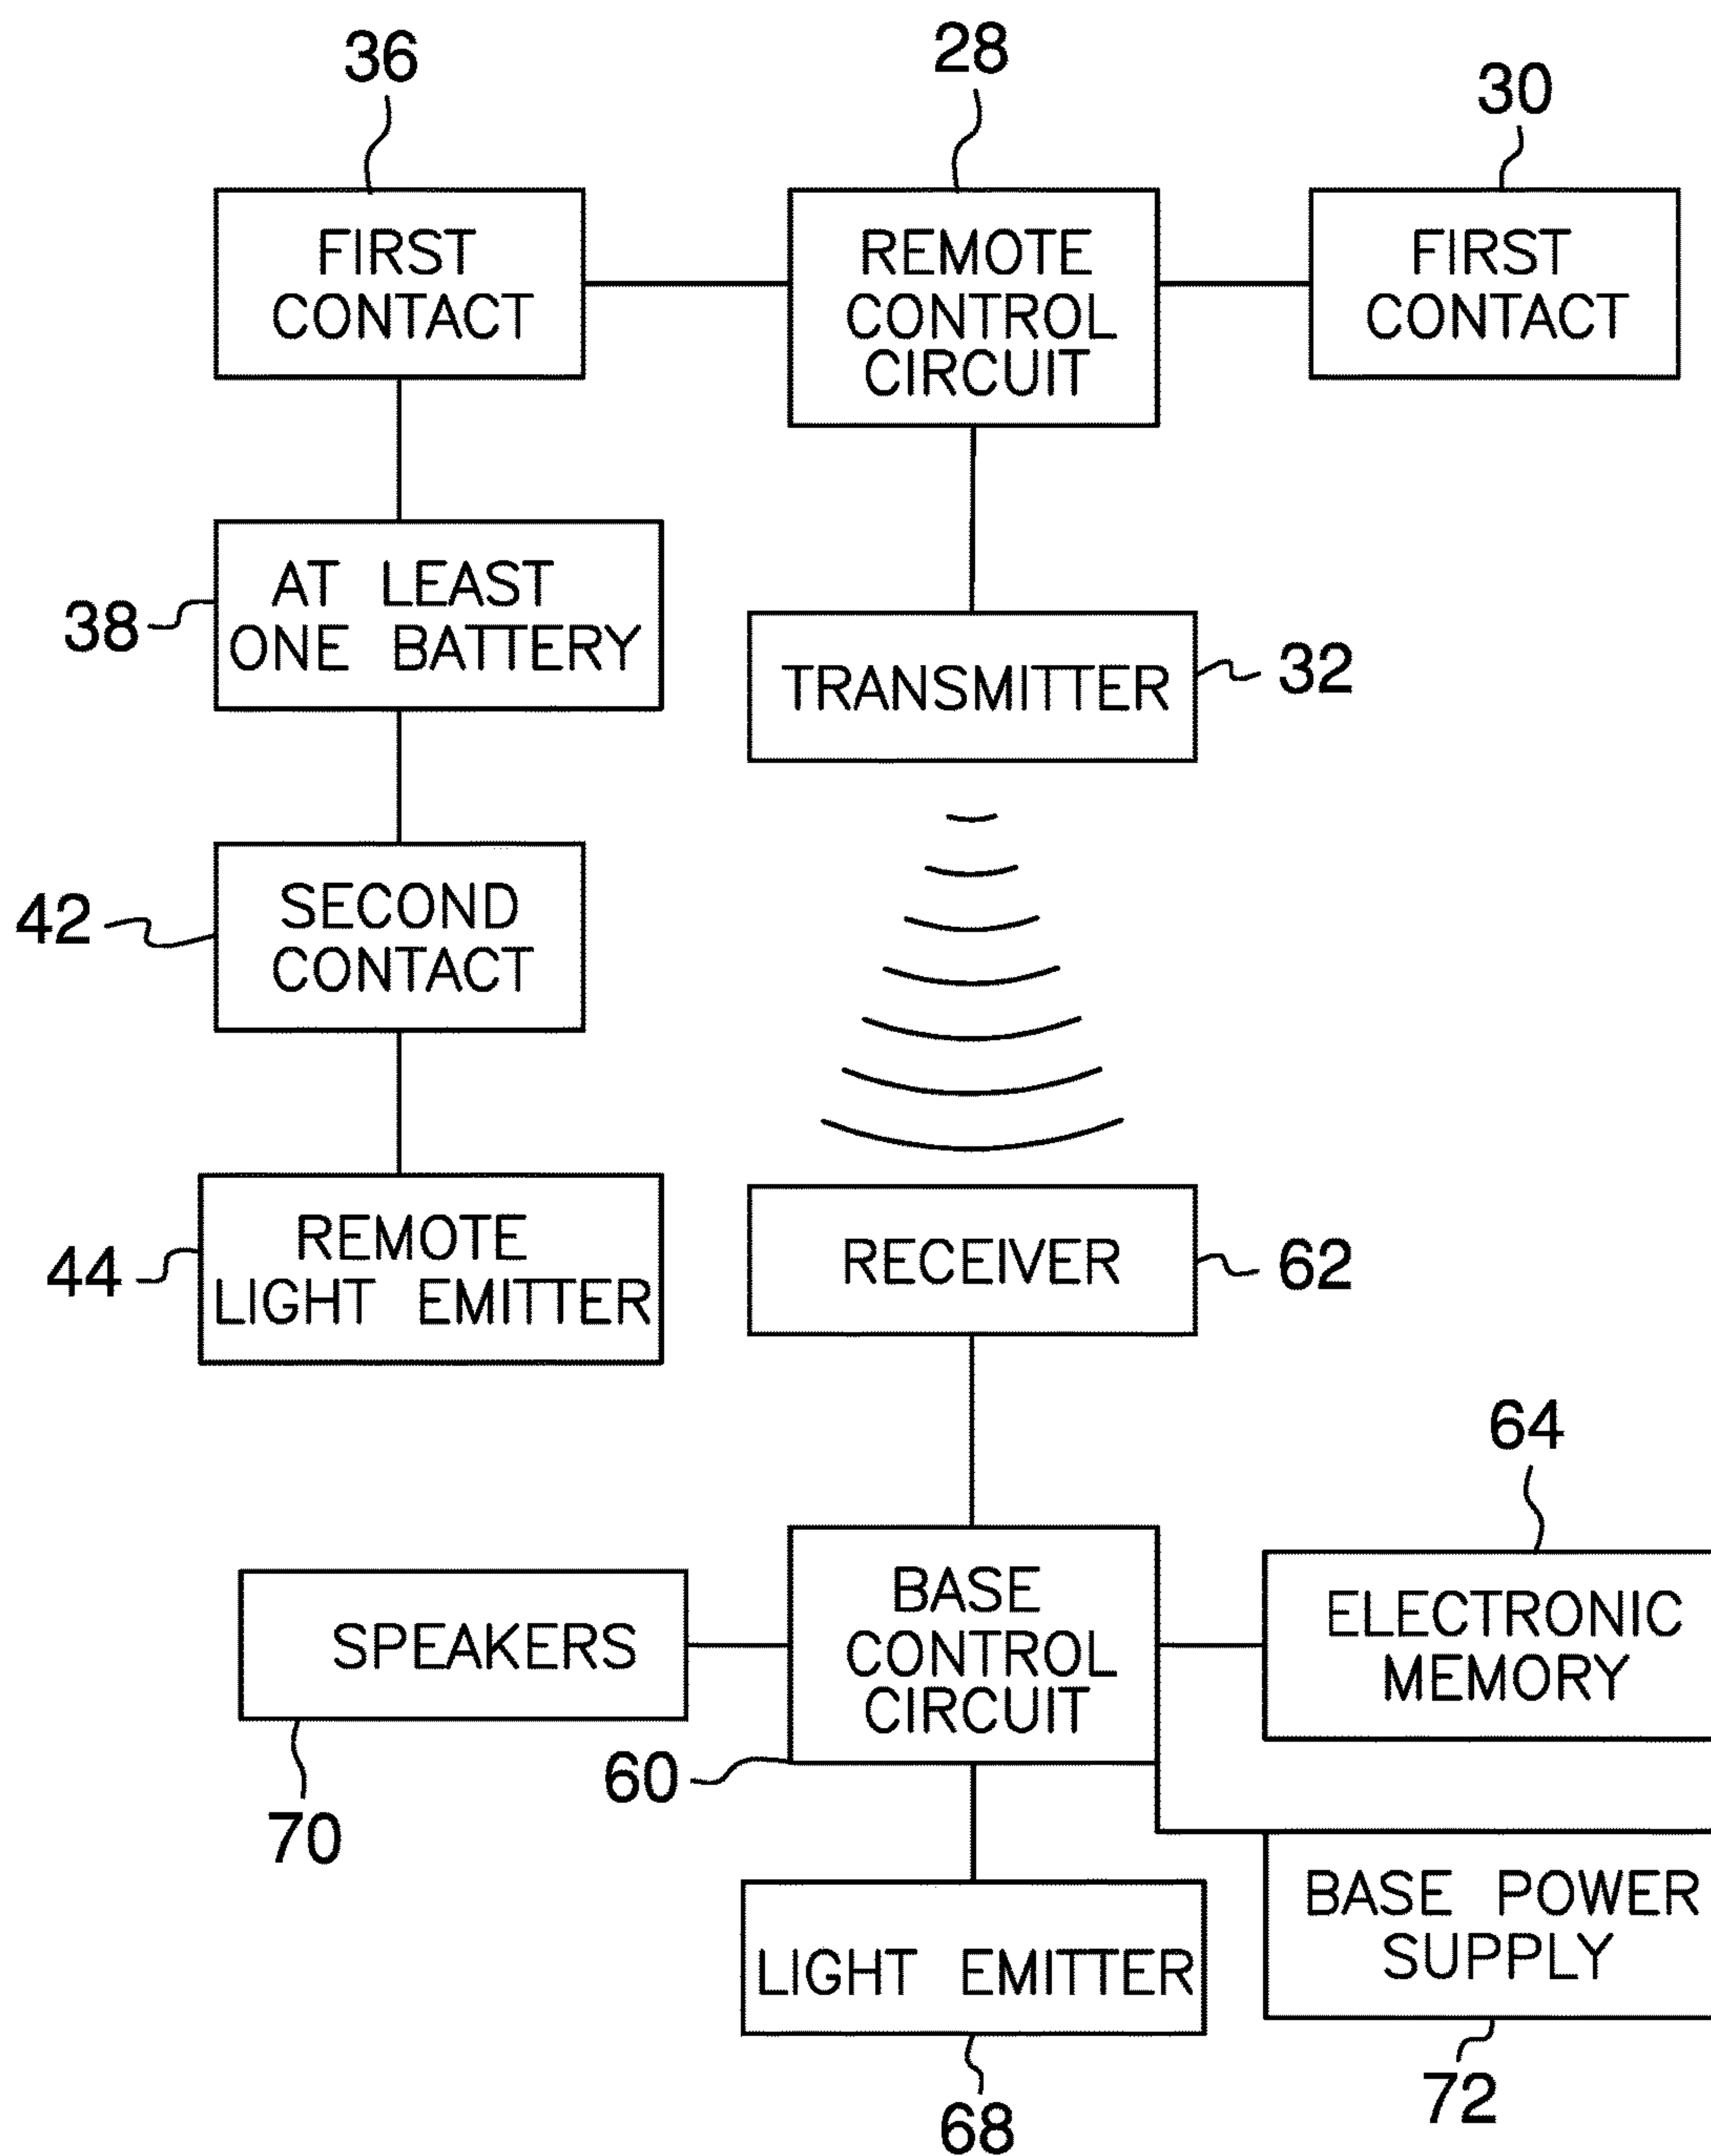 36
28
30
FIRST
CONTACT
REMOTE
CONTROL
CIRCUIT
FIRST
CONTACT
38
AT LEAST
ONE BATTERY
TRANSMITTER
32
42
SECOND
CONTACT
44
REMOTE
LIGHT EMITTER
RECEIVER
62
64
SPEAKERS
70
BASE
CONTROL
CIRCUIT
60
ELECTRONIC
MEMORY
LIGHT EMITTER
68
BASE POWER
SUPPLY
72